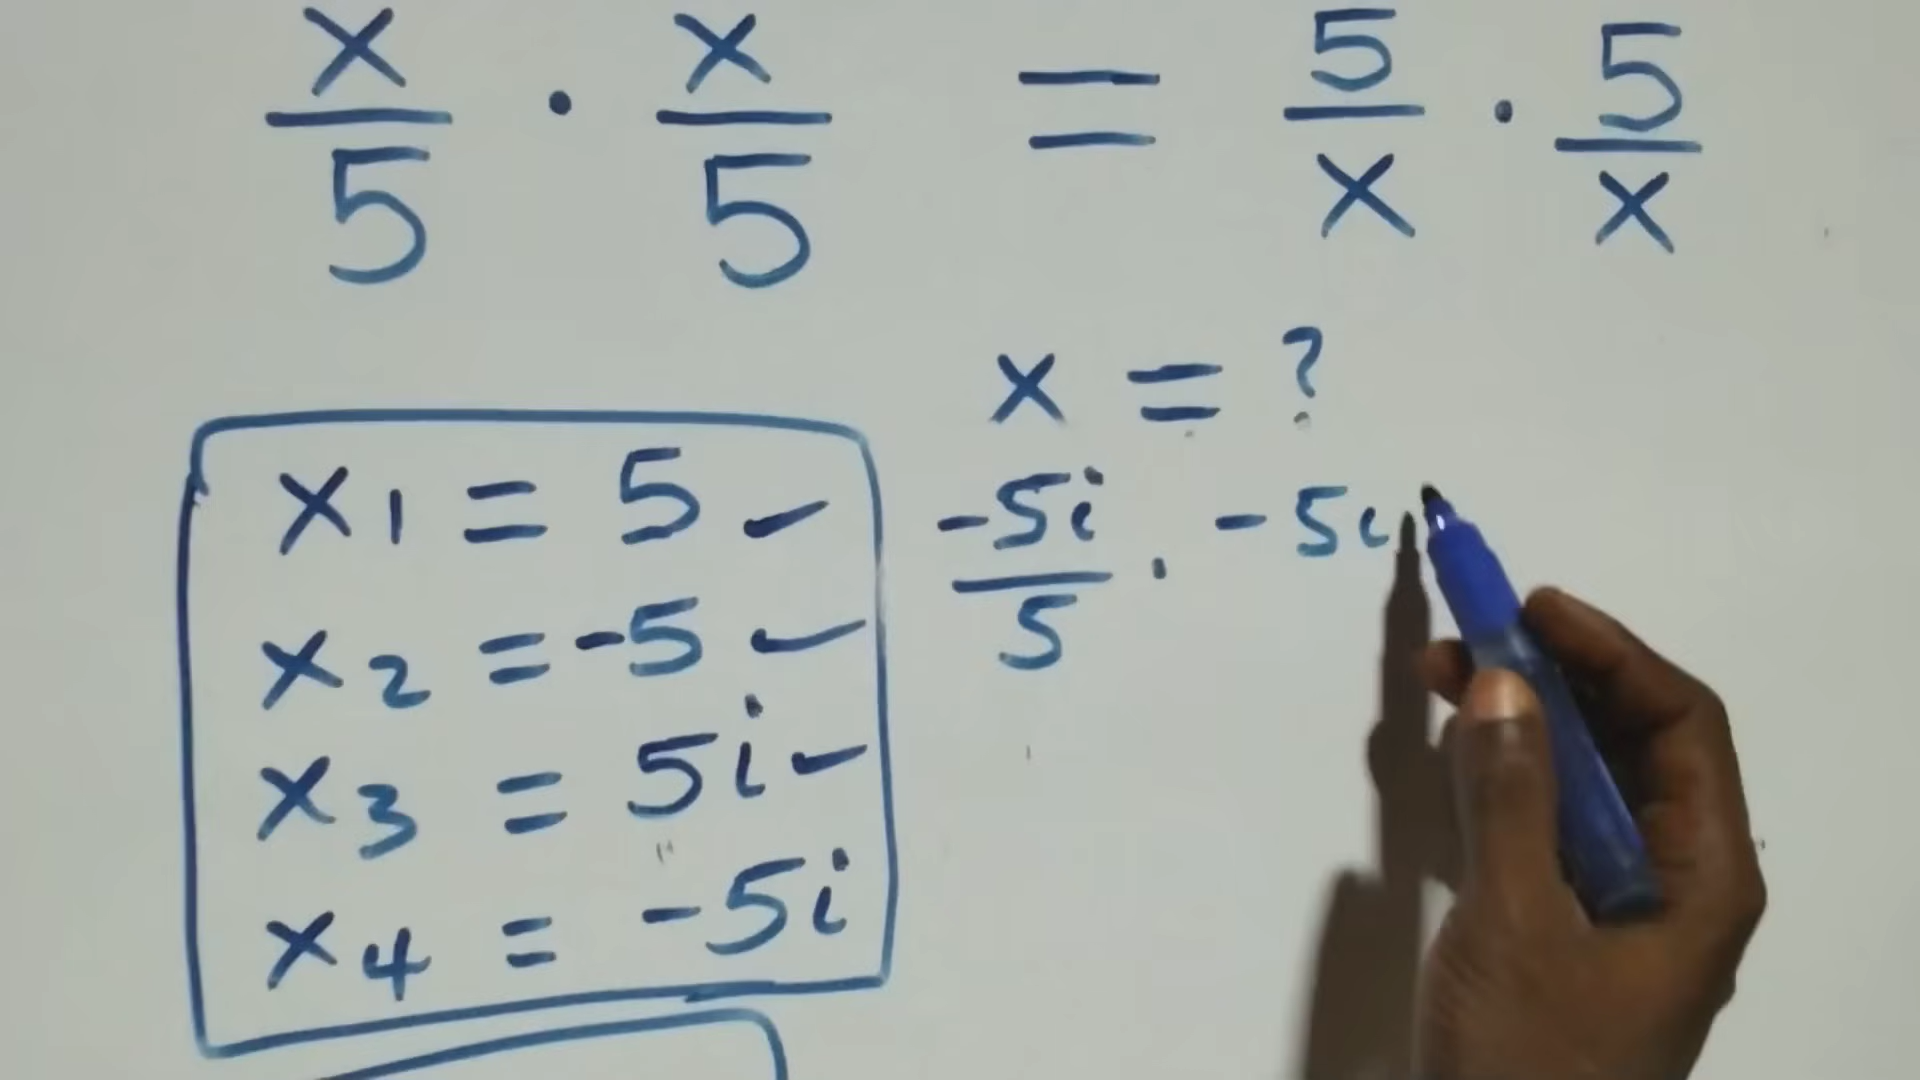 x/5 · x/5 = 5/x · 5/x
x = ?
x1 = 5 ✓
x2 = -5 ✓
x3 = 5i ✓
x4 = -5i
-5i/5 · -5i